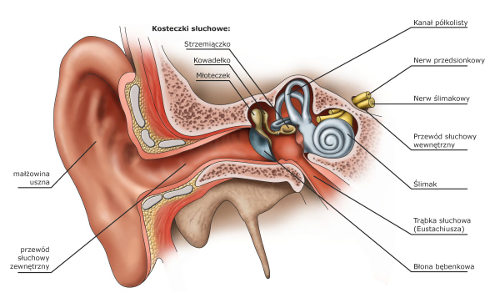 Kosteczki słuchowe:
Strzemiączko
Kowadełko
Młoteczek
małżowina
uszna
przewód
słuchowy
zewnętrzny
Kanał półkolisty
Nerw przedsionkowy
Nerw ślimakowy
Przewód słuchowy
wewnętrzny
Ślimak
Trąbka słuchowa
(Eustachiusza)
Błona bębenkowa